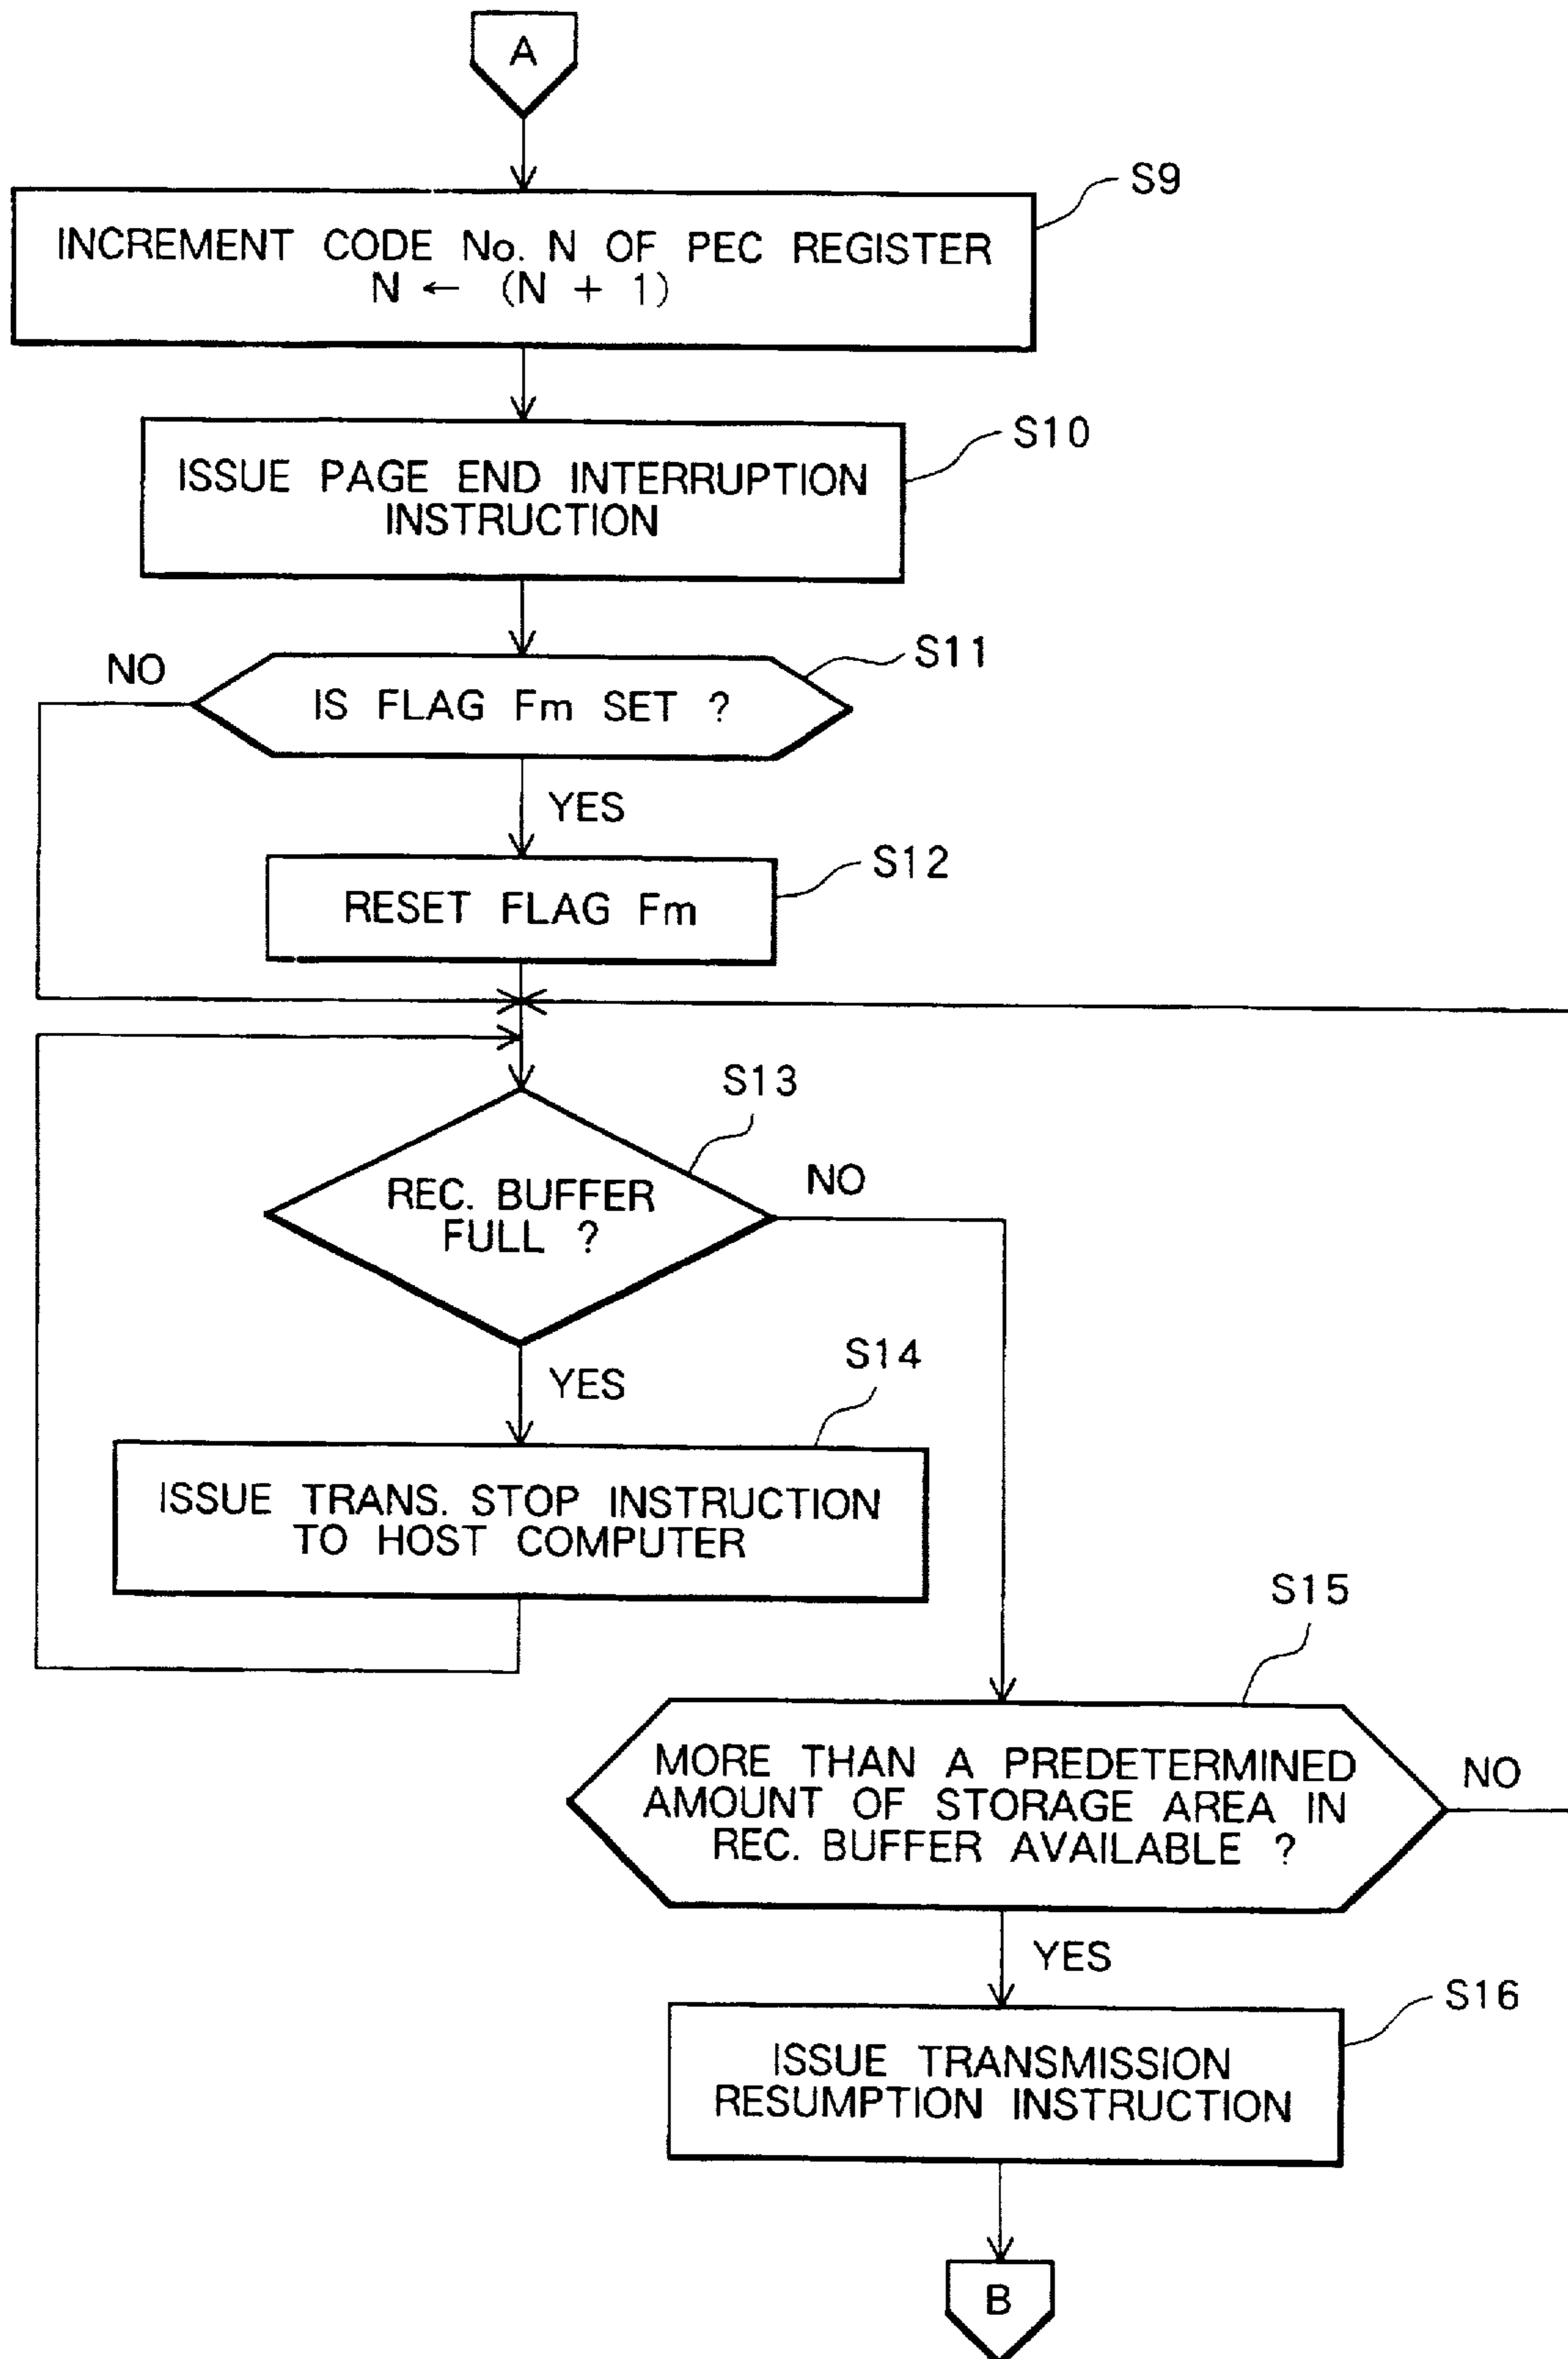 A
S9
INCREMENT CODE No. N OF PEC REGISTER
N ← (N + 1)
S10
ISSUE PAGE END INTERRUPTION
INSTRUCTION
S11
NO
IS FLAG Fm SET ?
YES
S12
RESET FLAG Fm
S13
NO
REC. BUFFER
FULL ?
YES
S14
ISSUE TRANS. STOP INSTRUCTION
TO HOST COMPUTER
S15
MORE THAN A PREDETERMINED
AMOUNT OF STORAGE AREA IN
REC. BUFFER AVAILABLE ?
NO
YES
S16
ISSUE TRANSMISSION
RESUMPTION INSTRUCTION
B